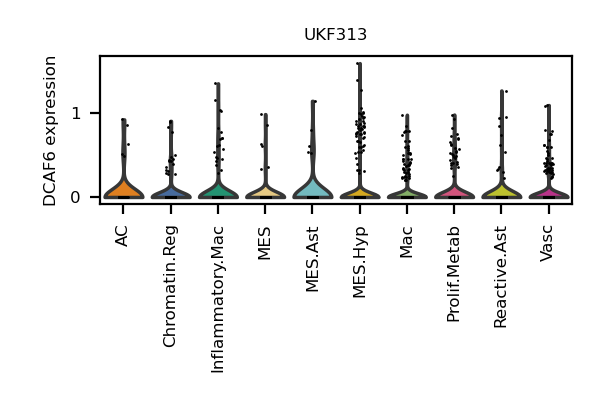 UKF313
DCAF6 expression
1
0
AC
Chromatin.Reg
Inflammatory.Mac
MES
MES.Ast
MES.Hyp
Mac
Prolif.Metab
Reactive.Ast
Vasc